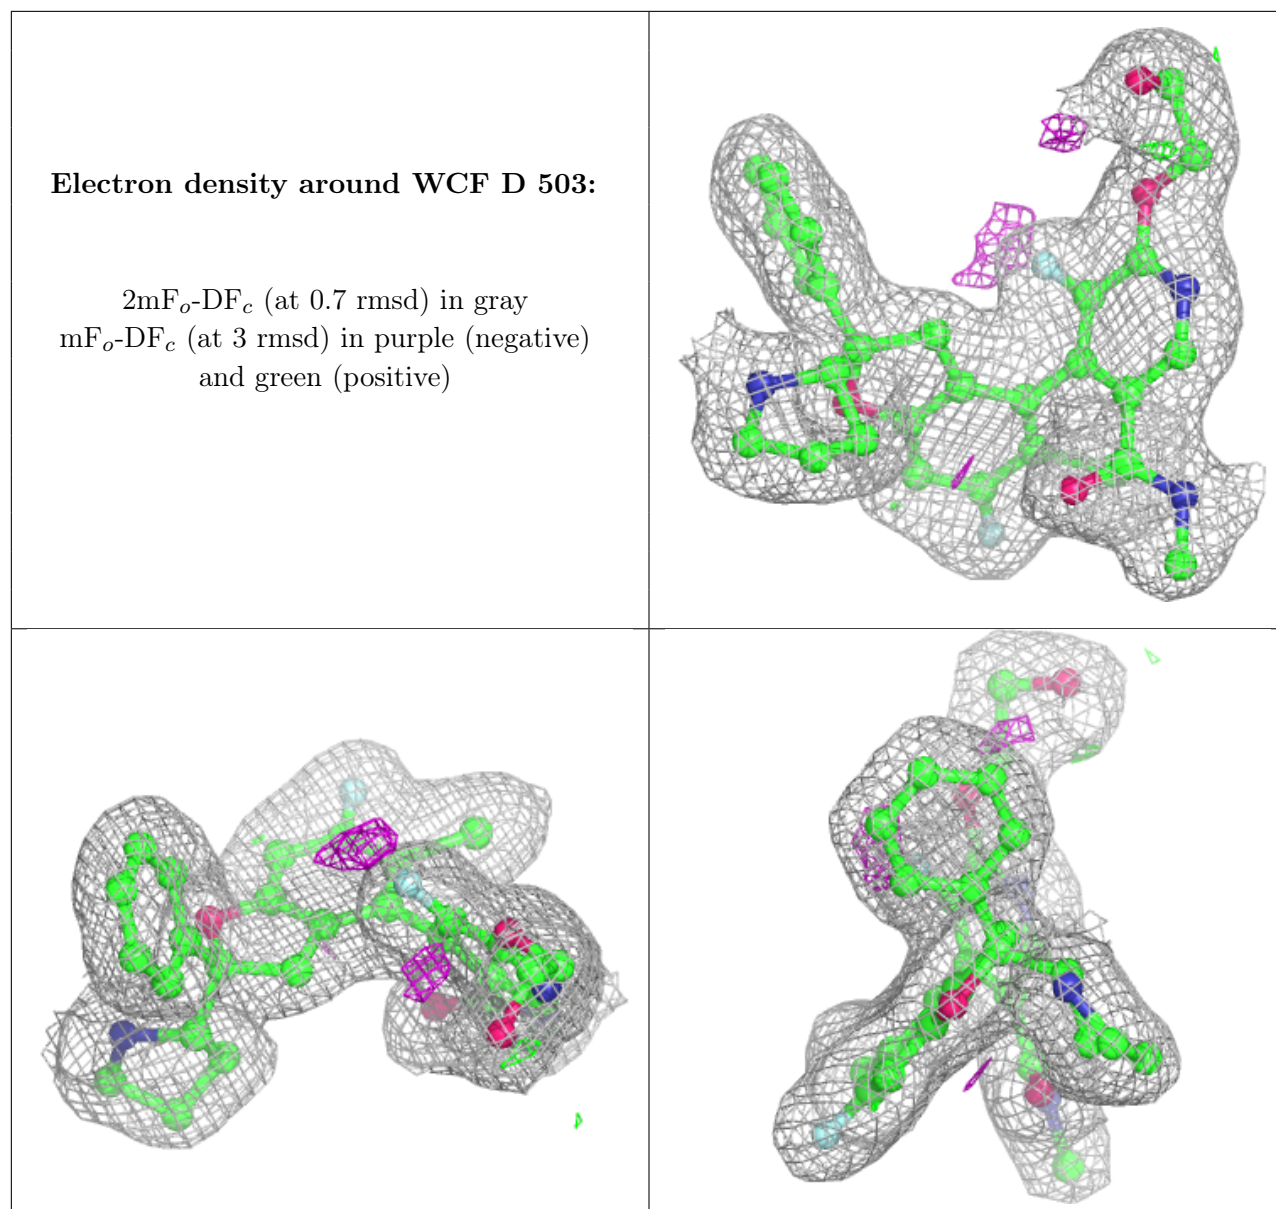 Electron density around WCF D 503:
2mFo-DFc (at 0.7 rmsd) in gray
mFo-DFc (at 3 rmsd) in purple (negative)
and green (positive)